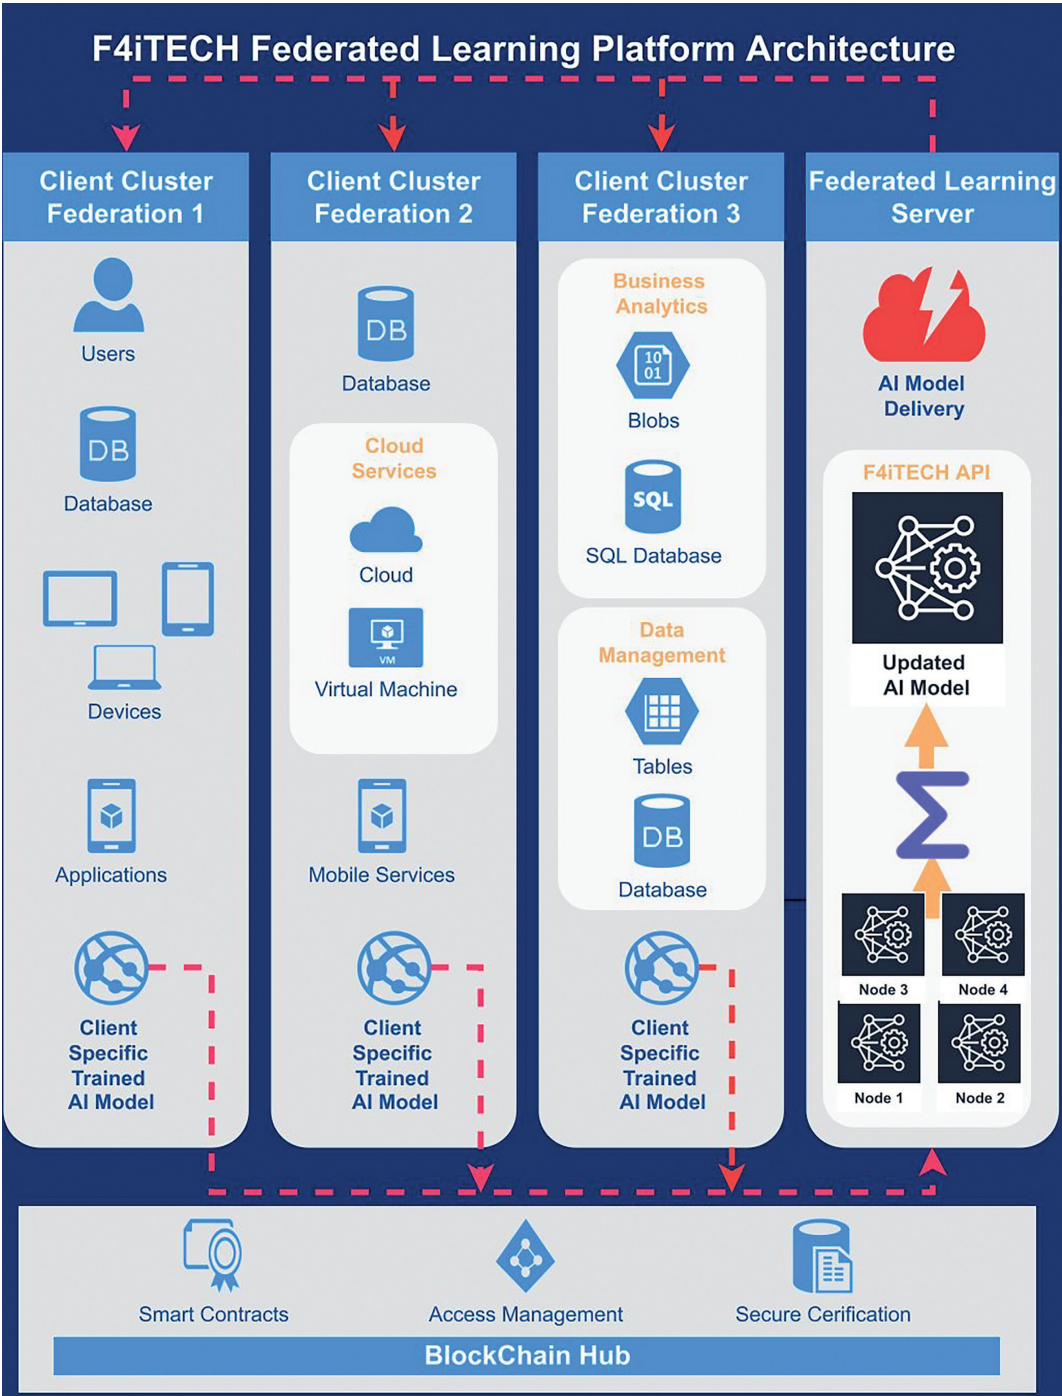 F4iTECH Federated Learning Platform Architecture
Client Cluster
Federation 1
Users
DB
Database
Devices
Applications
Client
Specific
Trained
AI Model
Client Cluster
Federation 2
DB
Database
Cloud
Services
Cloud
VM
Virtual Machine
Mobile Services
Client
Specific
Trained
AI Model
Client Cluster
Federation 3
Business
Analytics
10
01
Blobs
SQL
SQL Database
Data
Management
Tables
DB
Database
Client
Specific
Trained
AI Model
Federated Learning
Server
AI Model
Delivery
F4iTECH API
Updated
AI Model
Σ
Node 3
Node 4
Node 1
Node 2
Smart Contracts
Access Management
Secure Cerification
BlockChain Hub